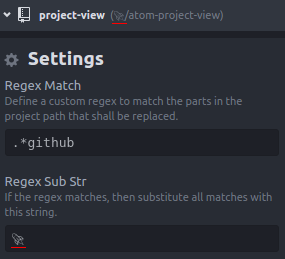 project-view (🚀/atom-project-view)
Settings
Regex Match
Define a custom regex to match the parts in the
project path that shall be replaced.
.*github
Regex Sub Str
If the regex matches, then substitute all matches with
this string.
🚀